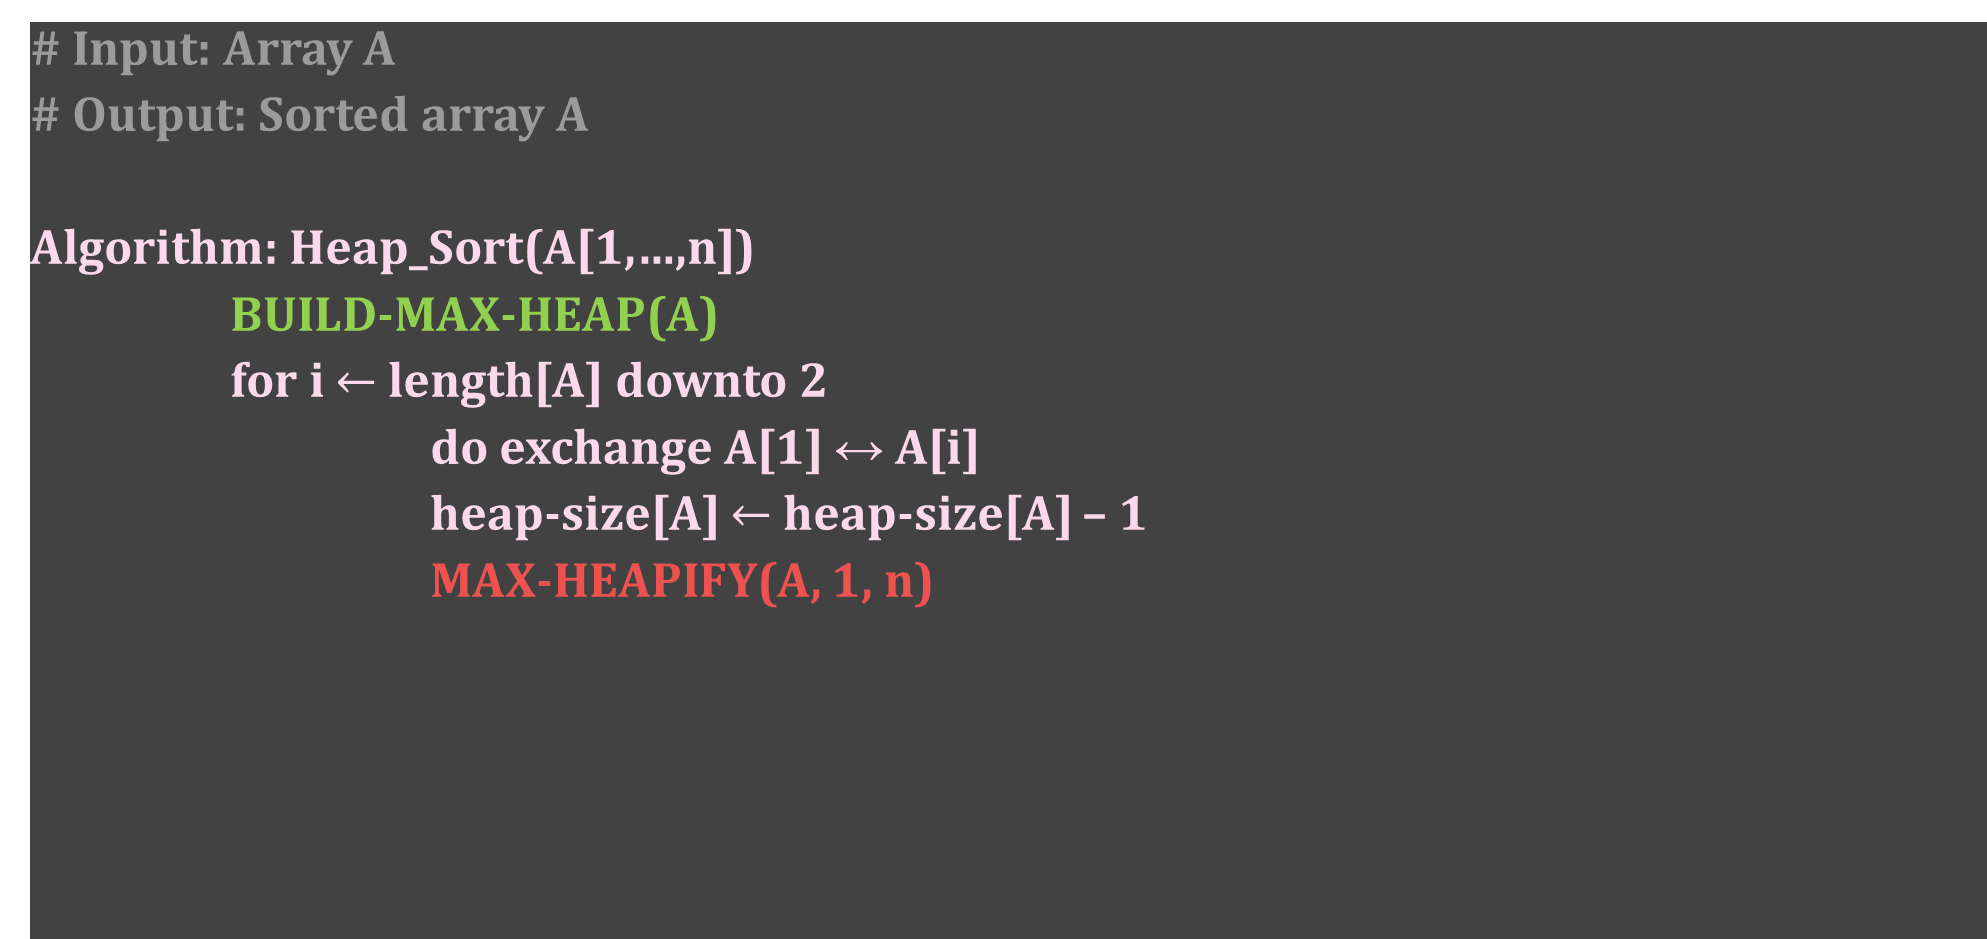 # Input: Array A
# Output: Sorted array A
Algorithm: Heap_Sort(A[1,...,n])
BUILD-MAX-HEAP(A)
for i ← length[A] downto 2
do exchange A[1] ↔ A[i]
heap-size[A] ← heap-size[A] – 1
MAX-HEAPIFY(A, 1, n)